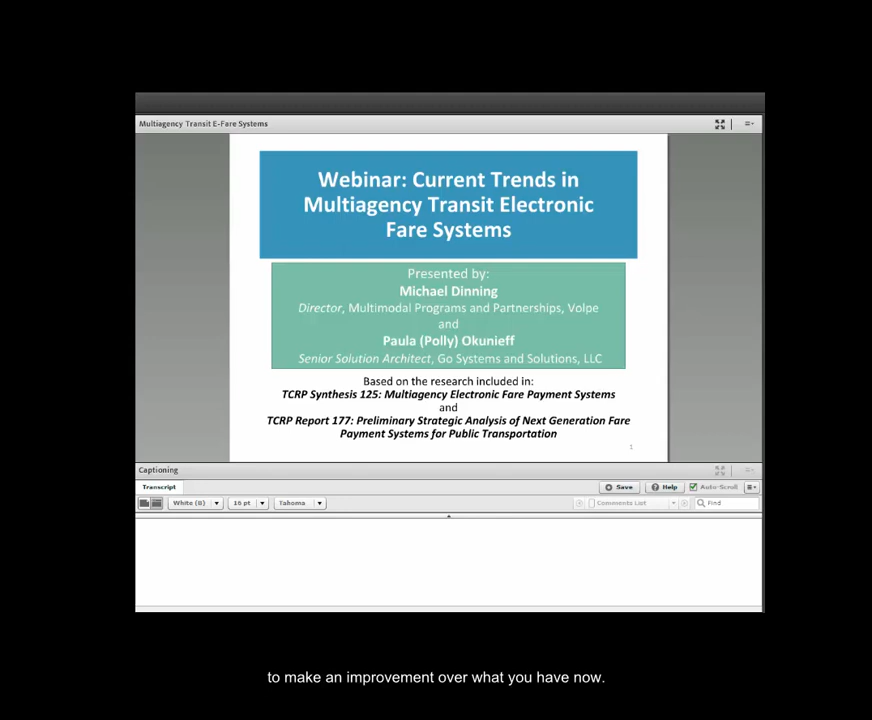 Multiagency Transit E-Fare Systems
Webinar: Current Trends in
Multiagency Transit Electronic
Fare Systems
Presented by:
Michael Dinning
Director, Multimodal Programs and Partnerships, Volpe
and
Paula (Polly) Okunieff
Senior Solution Architect, Go Systems and Solutions, LLC
Based on the research included in:
TCRP Synthesis 125: Multiagency Electronic Fare Payment Systems
and
TCRP Report 177: Preliminary Strategic Analysis of Next Generation Fare
Payment Systems for Public Transportation
1
Captioning
Transcript
Save Help Auto-Scroll
White (B) 16 pt Tahoma Comments List Find
to make an improvement over what you have now.